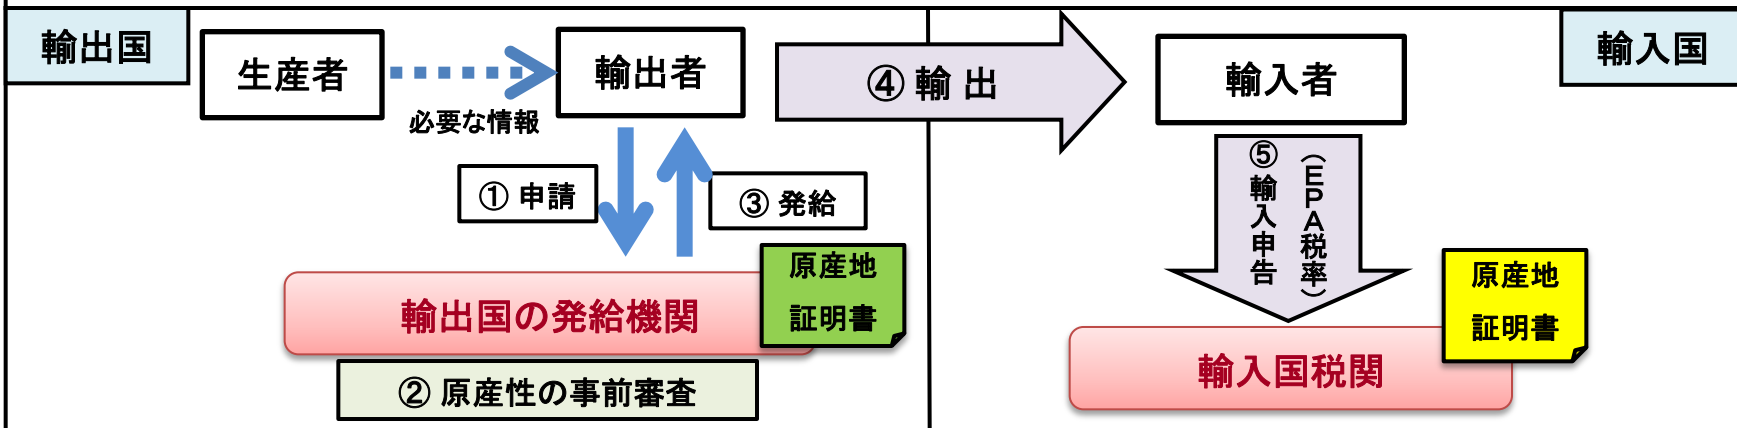 輸出国
生産者
必要な情報
輸出者
④ 輸 出
輸入者
輸入国
① 申請
③ 発給
⑤ 輸入申告
（ＥＰＡ税率）
輸出国の発給機関
原産地
証明書
② 原産性の事前審査
輸入国税関
原産地
証明書